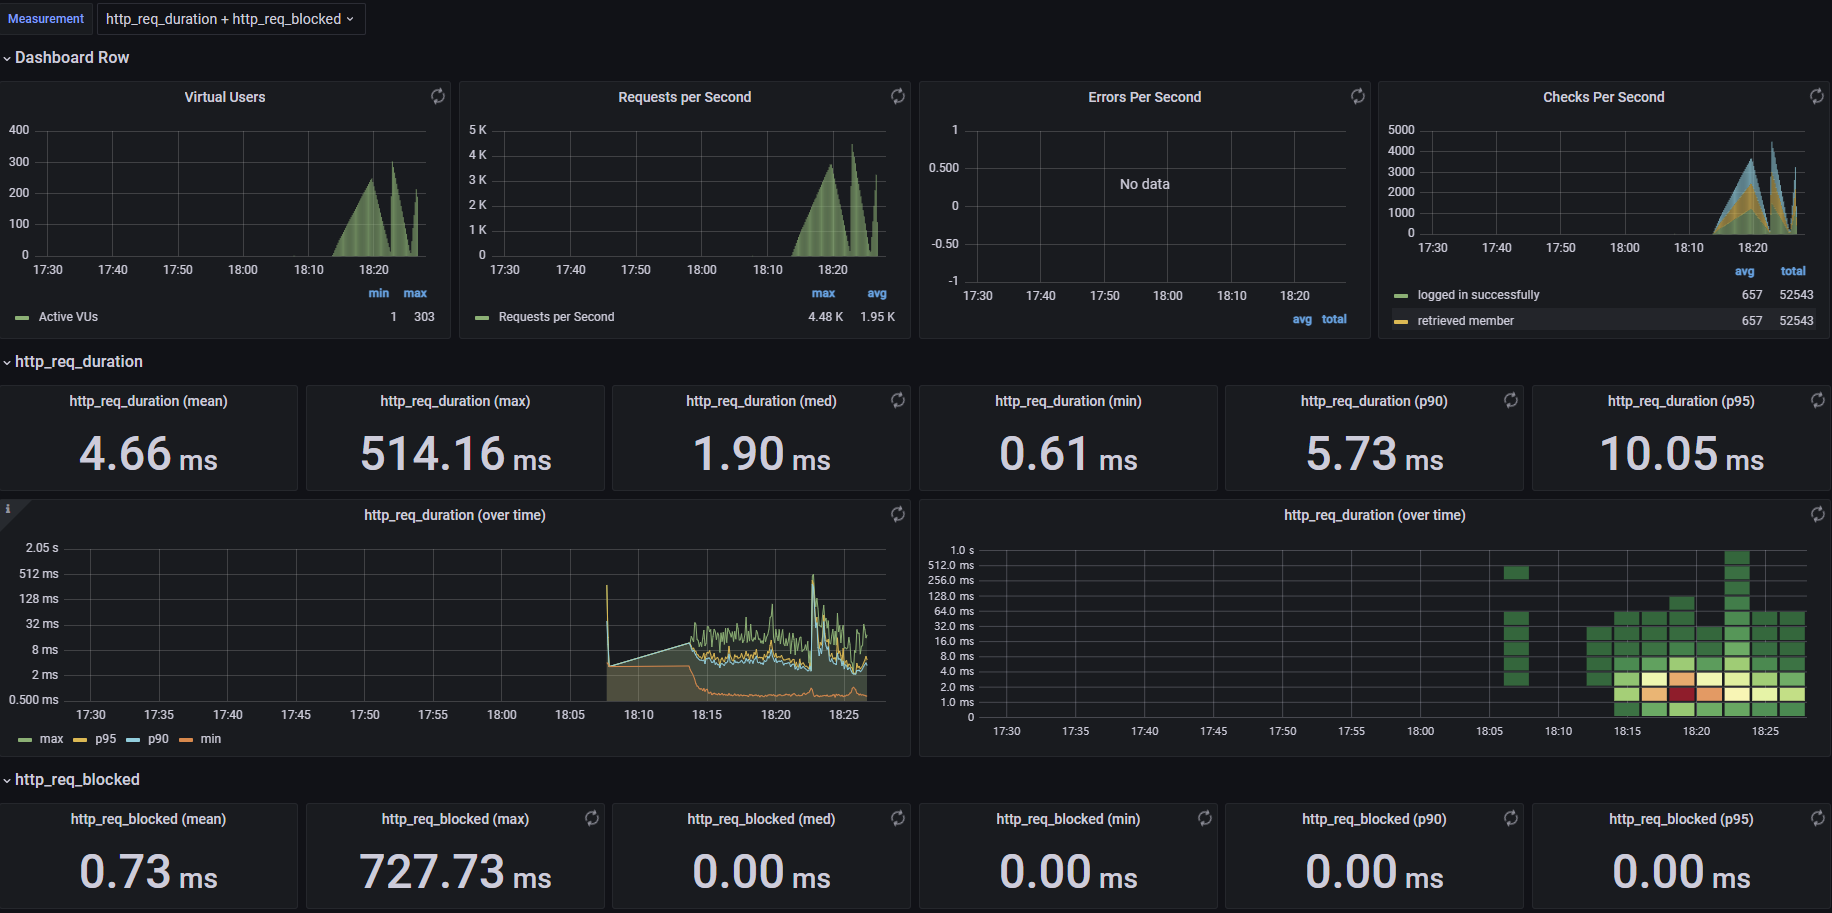 Measurement http_req_duration + http_req_blocked
Dashboard Row
Virtual Users
400
300
200
100
0
17:30 17:40 17:50 18:00 18:10 18:20
min max
Active VUs 1 303
Requests per Second
5 K
4 K
3 K
2 K
1 K
0
17:30 17:40 17:50 18:00 18:10 18:20
max avg
Requests per Second 4.48 K 1.95 K
Errors Per Second
1
0.500
0
-0.50
-1
No data
17:30 17:40 17:50 18:00 18:10 18:20
avg total
Checks Per Second
5000
4000
3000
2000
1000
0
17:30 17:40 17:50 18:00 18:10 18:20
avg total
logged in successfully 657 52543
retrieved member 657 52543
http_req_duration
http_req_duration (mean)
4.66 ms
http_req_duration (max)
514.16 ms
http_req_duration (med)
1.90 ms
http_req_duration (min)
0.61 ms
http_req_duration (p90)
5.73 ms
http_req_duration (p95)
10.05 ms
i
http_req_duration (over time)
2.05 s
512 ms
128 ms
32 ms
8 ms
2 ms
0.500 ms
17:30 17:35 17:40 17:45 17:50 17:55 18:00 18:05 18:10 18:15 18:20 18:25
max p95 p90 min
http_req_duration (over time)
1.0 s
512.0 ms
256.0 ms
128.0 ms
64.0 ms
32.0 ms
16.0 ms
8.0 ms
4.0 ms
2.0 ms
1.0 ms
0
17:30 17:35 17:40 17:45 17:50 17:55 18:00 18:05 18:10 18:15 18:20 18:25
http_req_blocked
http_req_blocked (mean)
0.73 ms
http_req_blocked (max)
727.73 ms
http_req_blocked (med)
0.00 ms
http_req_blocked (min)
0.00 ms
http_req_blocked (p90)
0.00 ms
http_req_blocked (p95)
0.00 ms